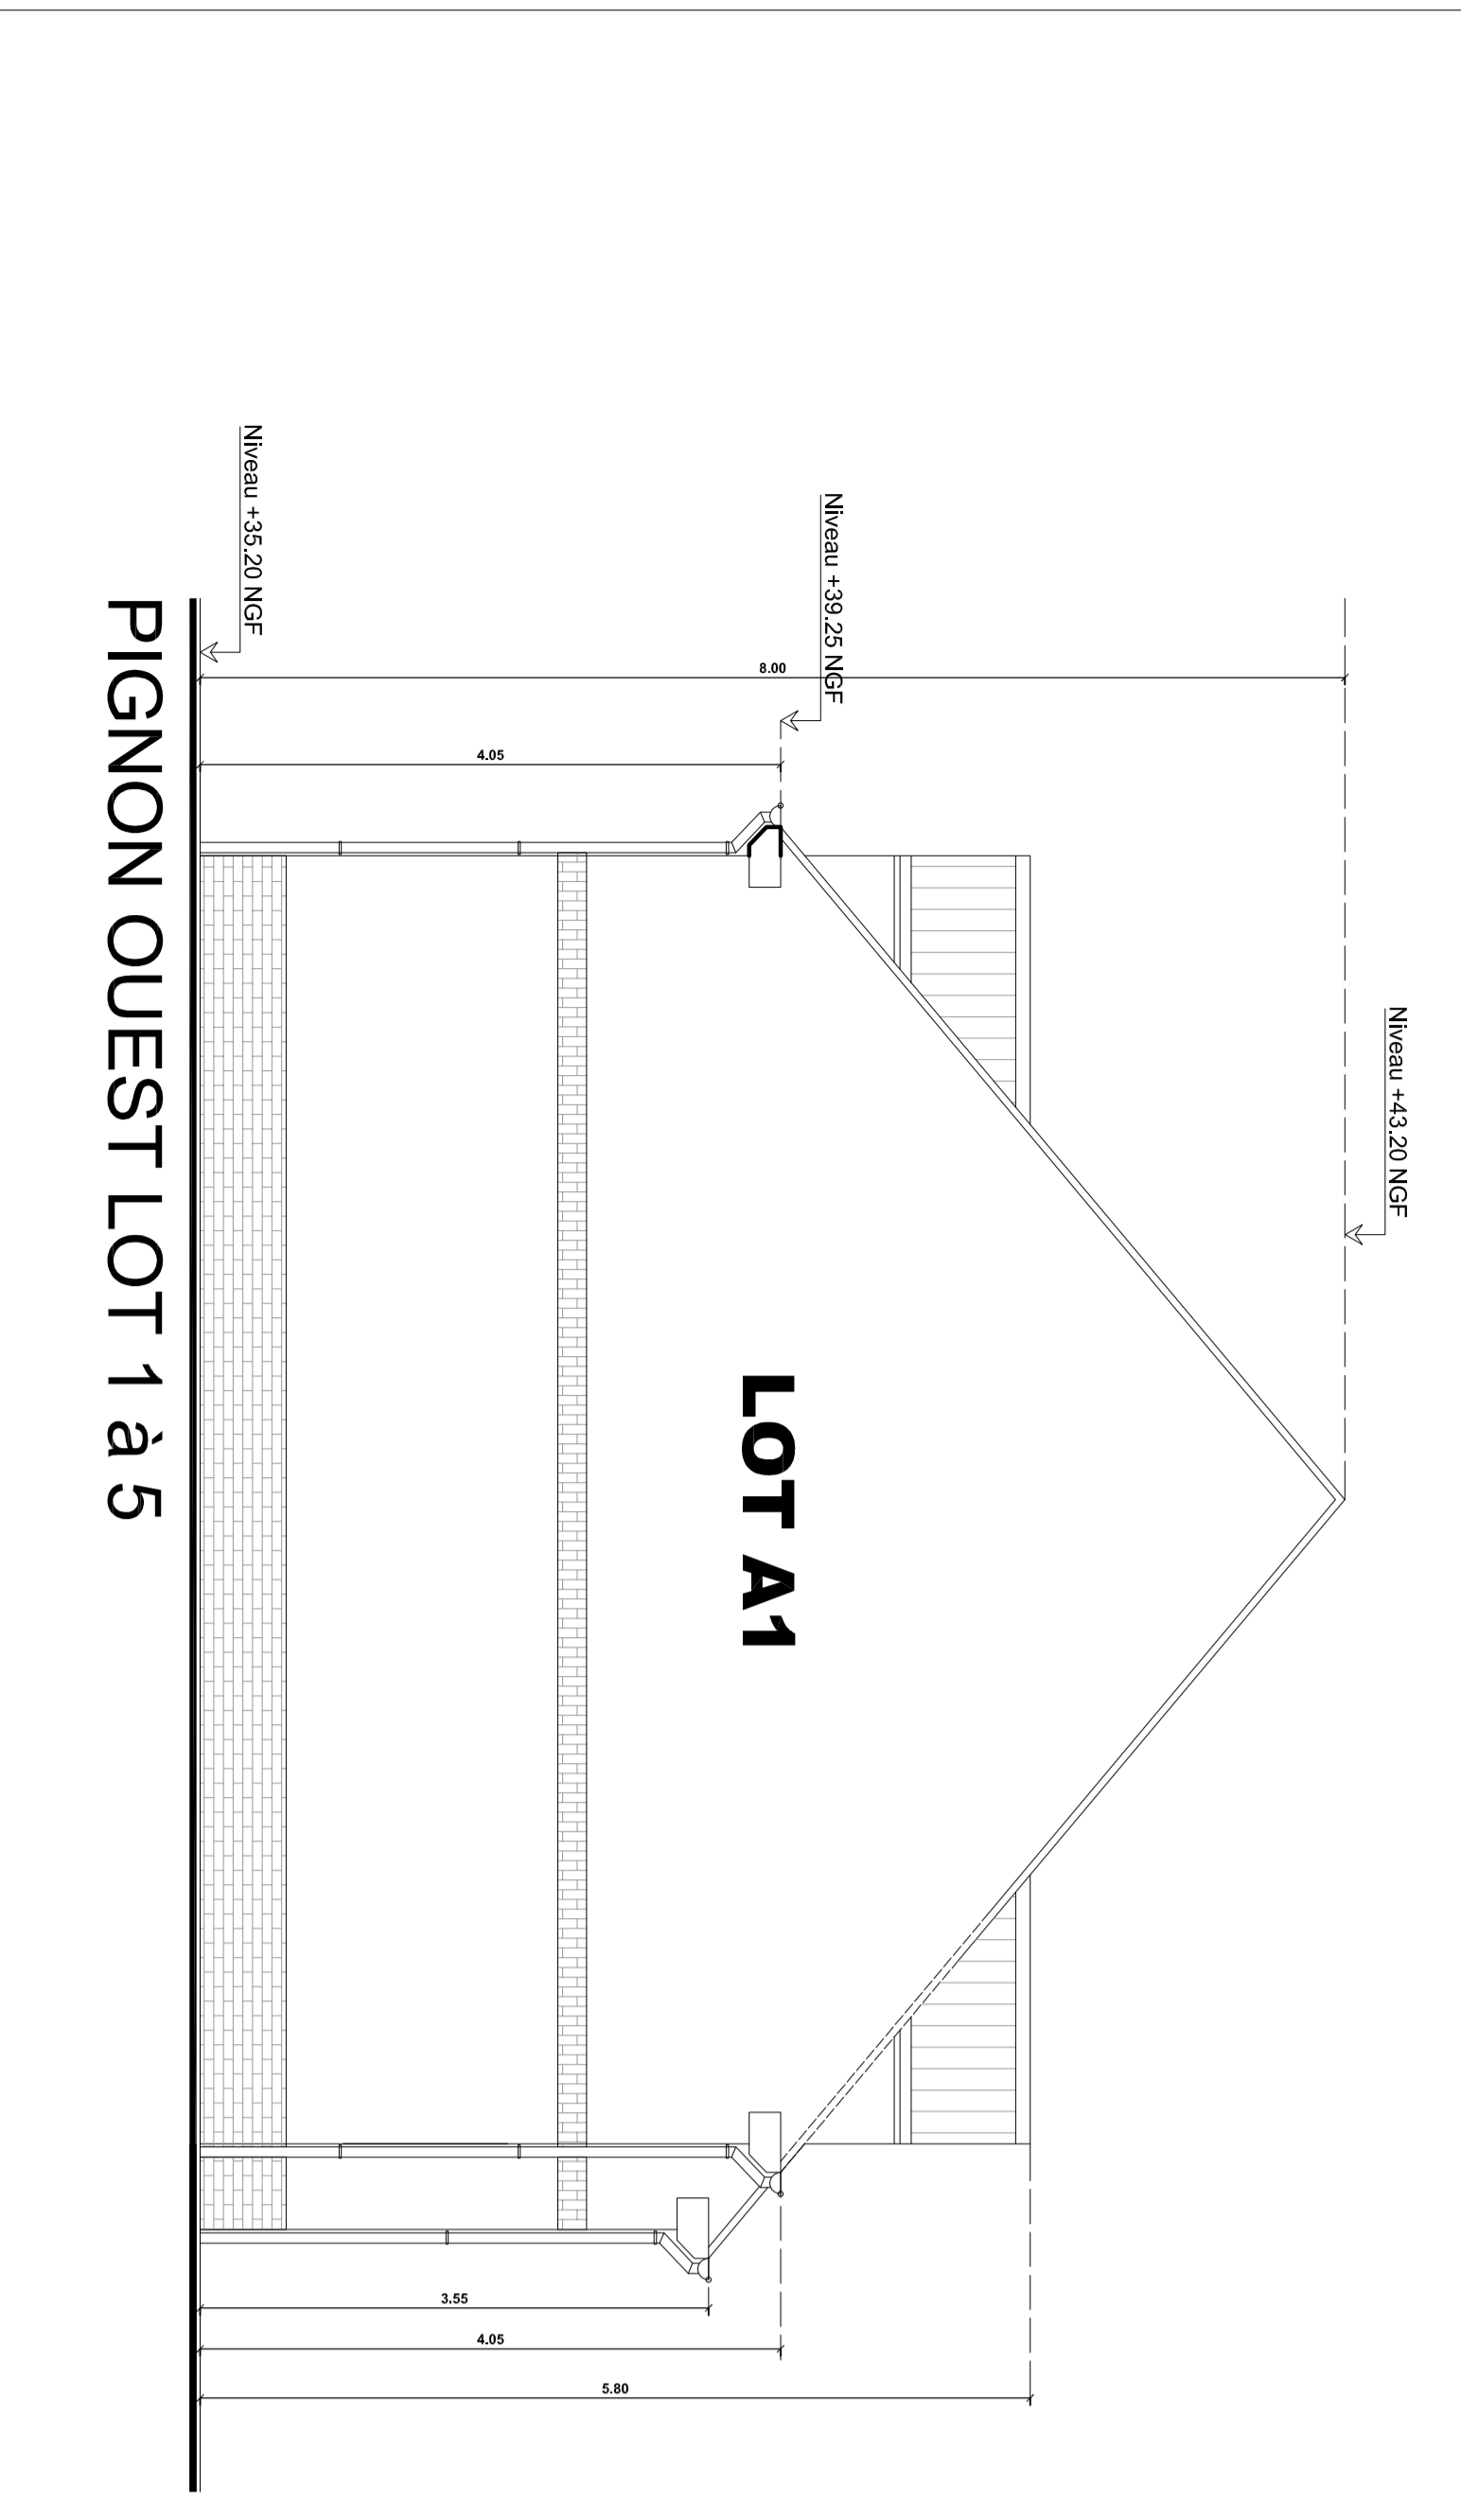 Niveau +43.20 NGF
Niveau +39.25 NGF
8.00
4.05
Niveau +35.20 NGF
LOT A1
3.55
4.05
5.80
PIGNON OUEST LOT 1 à 5